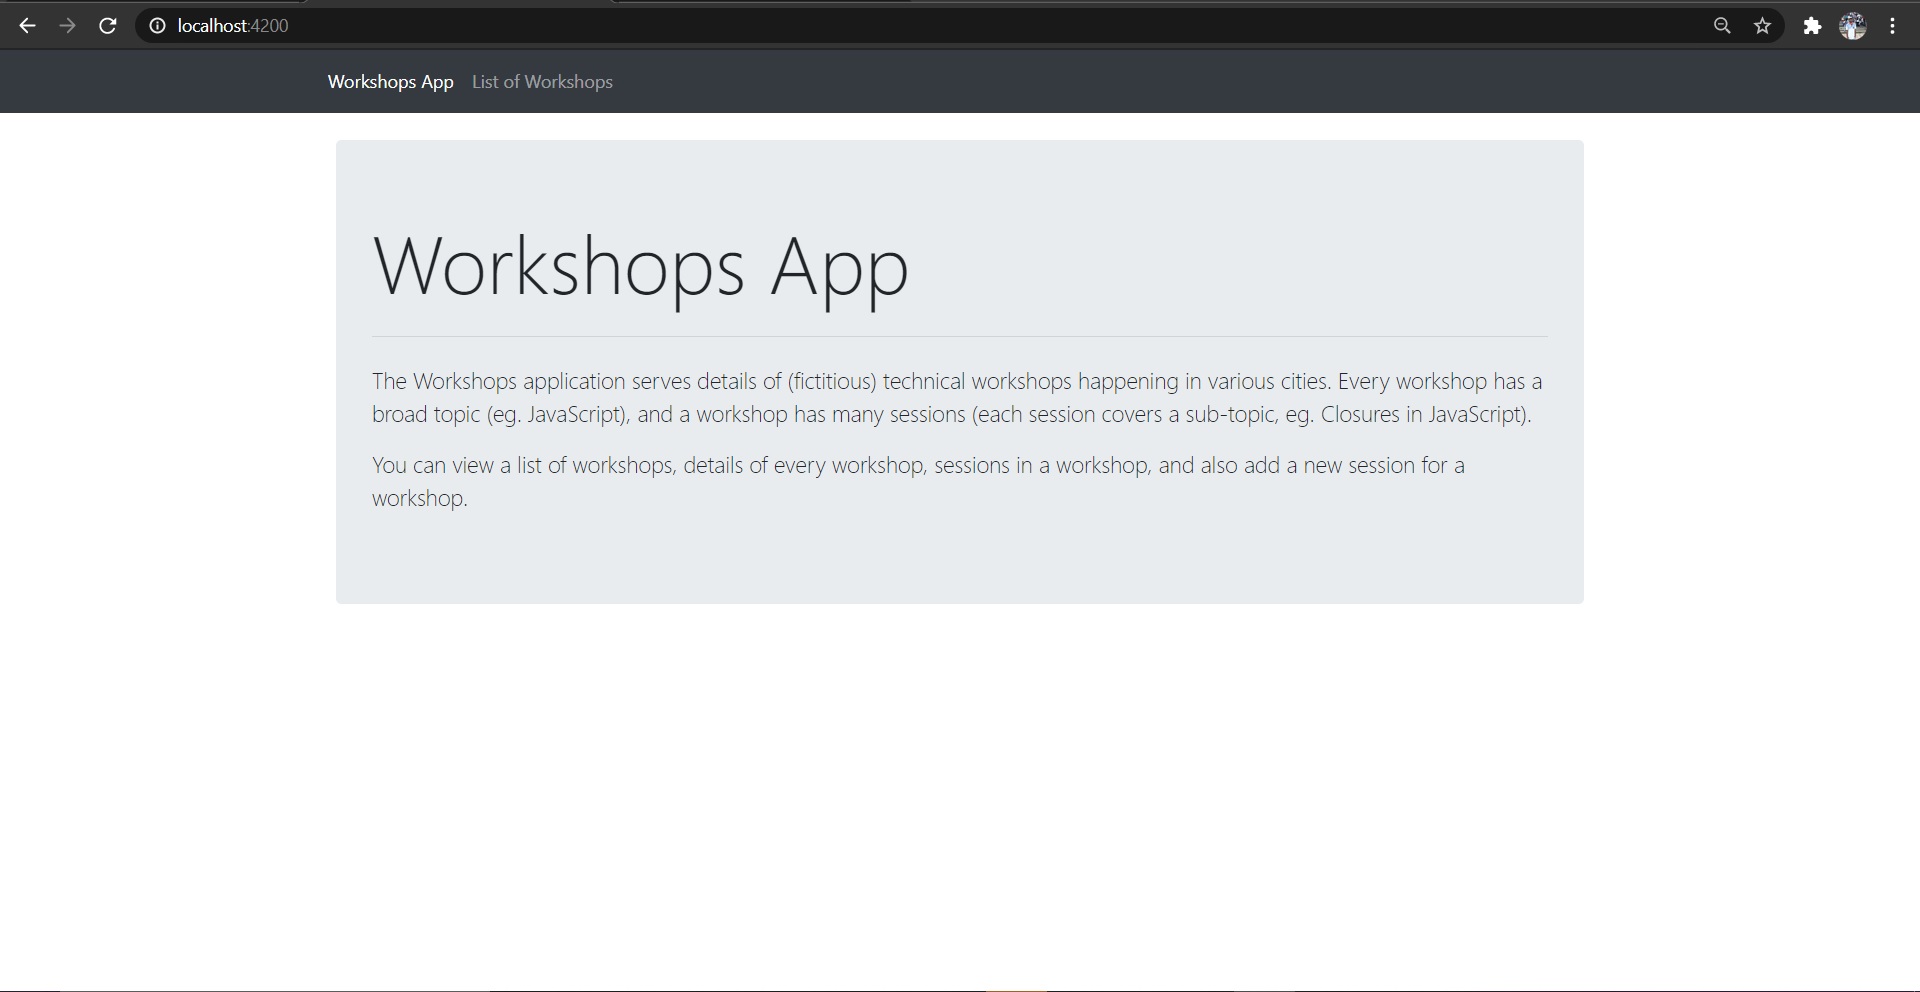 localhost:4200
Workshops App List of Workshops
Workshops App
The Workshops application serves details of (fictitious) technical workshops happening in various cities. Every workshop has a
broad topic (eg. JavaScript), and a workshop has many sessions (each session covers a sub-topic, eg. Closures in JavaScript).
You can view a list of workshops, details of every workshop, sessions in a workshop, and also add a new session for a
workshop.